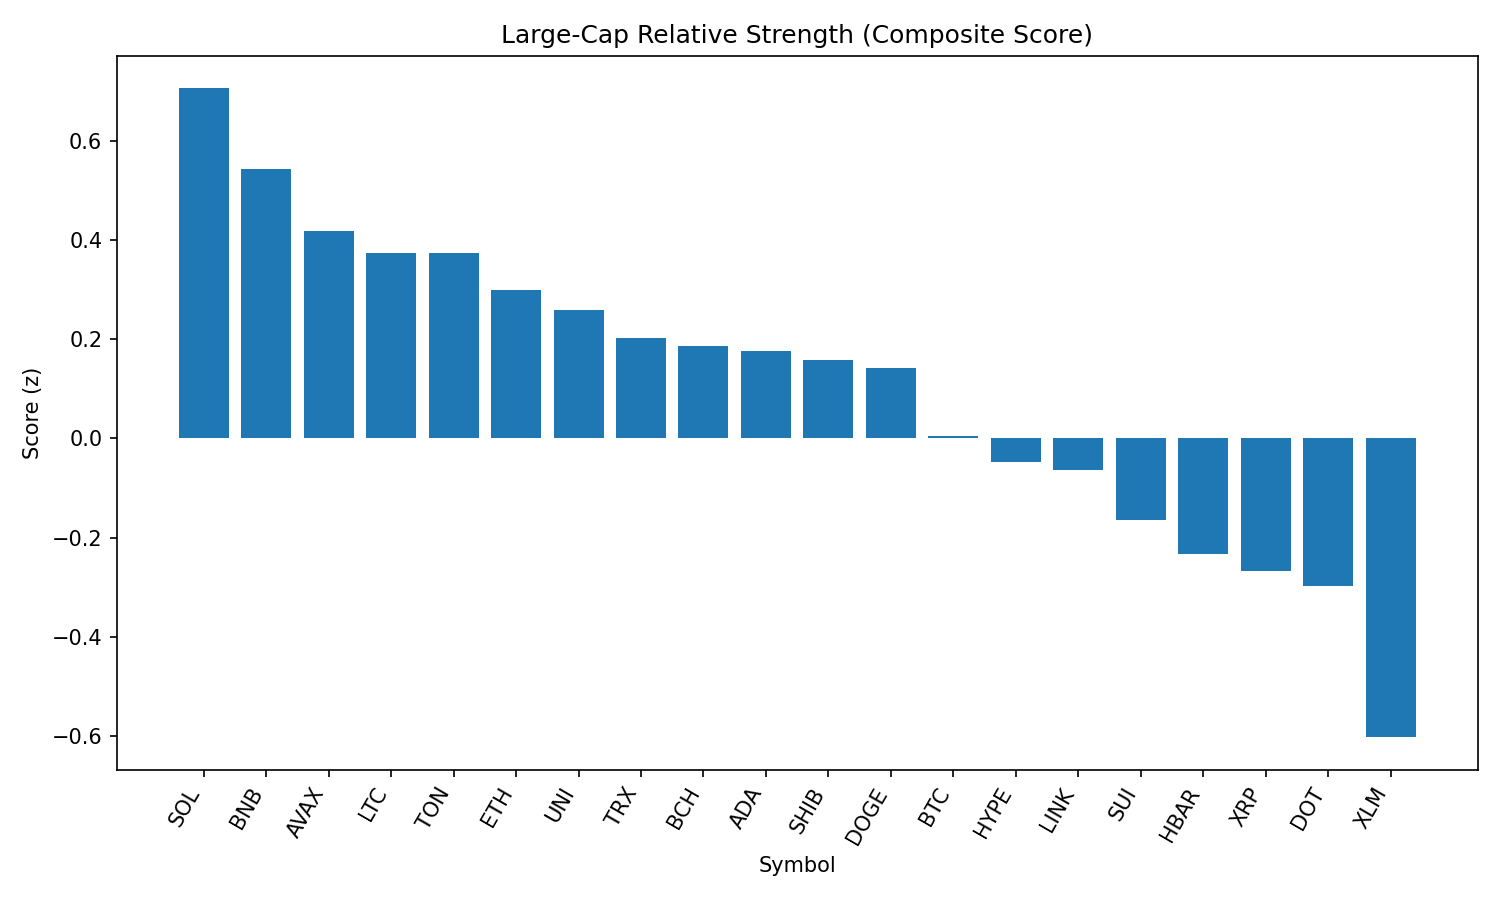 Large-Cap Relative Strength (Composite Score)
Score (z)
0.6
0.4
0.2
0.0
−0.2
−0.4
−0.6
SOL
BNB
AVAX
LTC
TON
ETH
UNI
TRX
BCH
ADA
SHIB
DOGE
BTC
HYPE
LINK
SUI
HBAR
XRP
DOT
XLM
Symbol